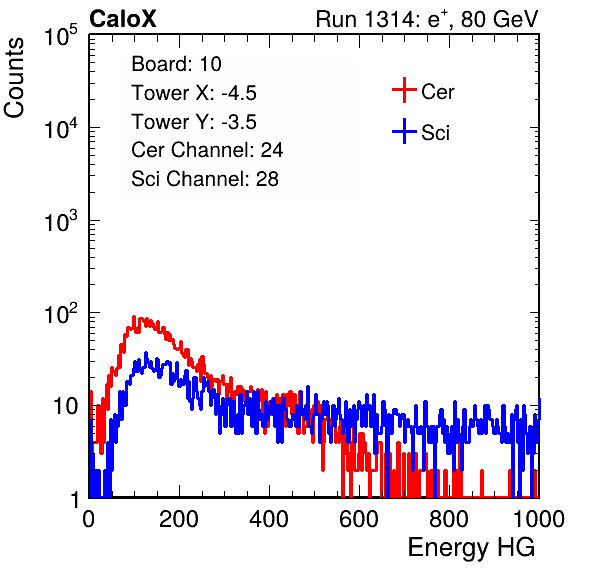 CaloX Run 1314: e⁺, 80 GeV
Counts
10⁵
10⁴
10³
10²
10
1
Board: 10
Tower X: -4.5
Tower Y: -3.5
Cer Channel: 24
Sci Channel: 28
Cer
Sci
0 200 400 600 800 1000
Energy HG